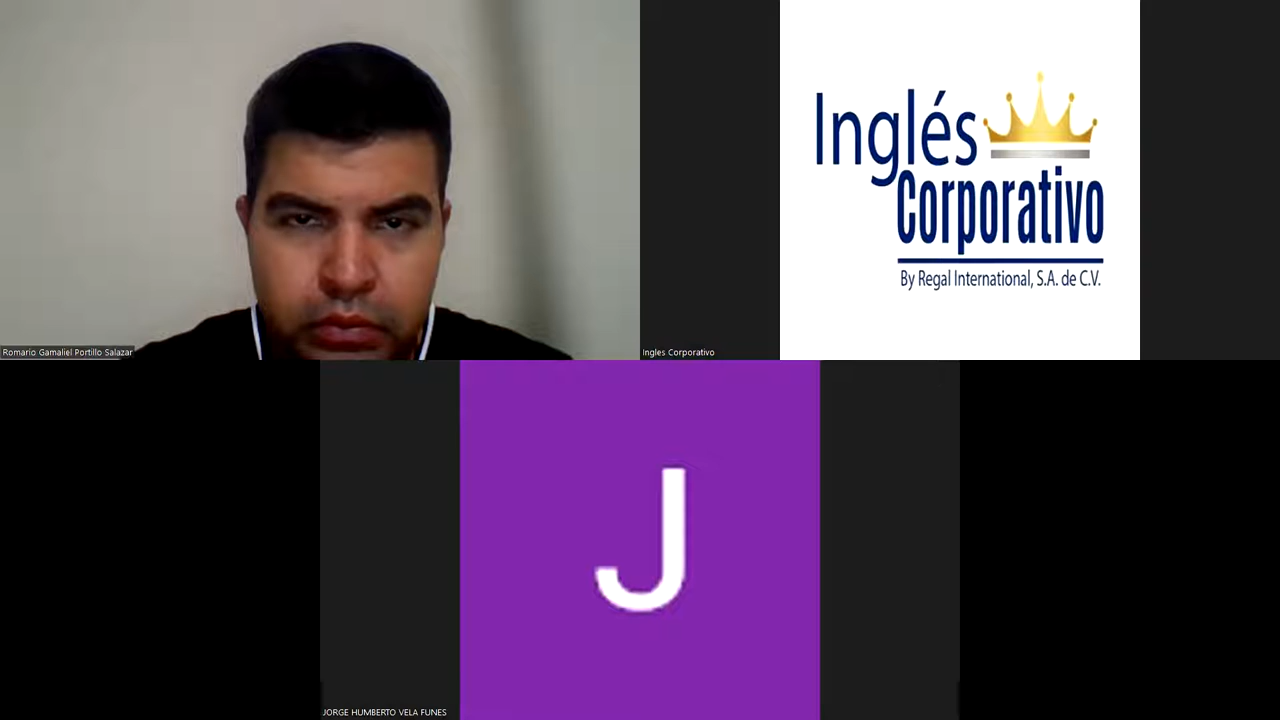 Inglés
Corporativo
By Regal International, S.A. de C.V.
Romario Gamaliel Portillo Salazar
Ingles Corporativo
J
JORGE HUMBERTO VELA FUNES